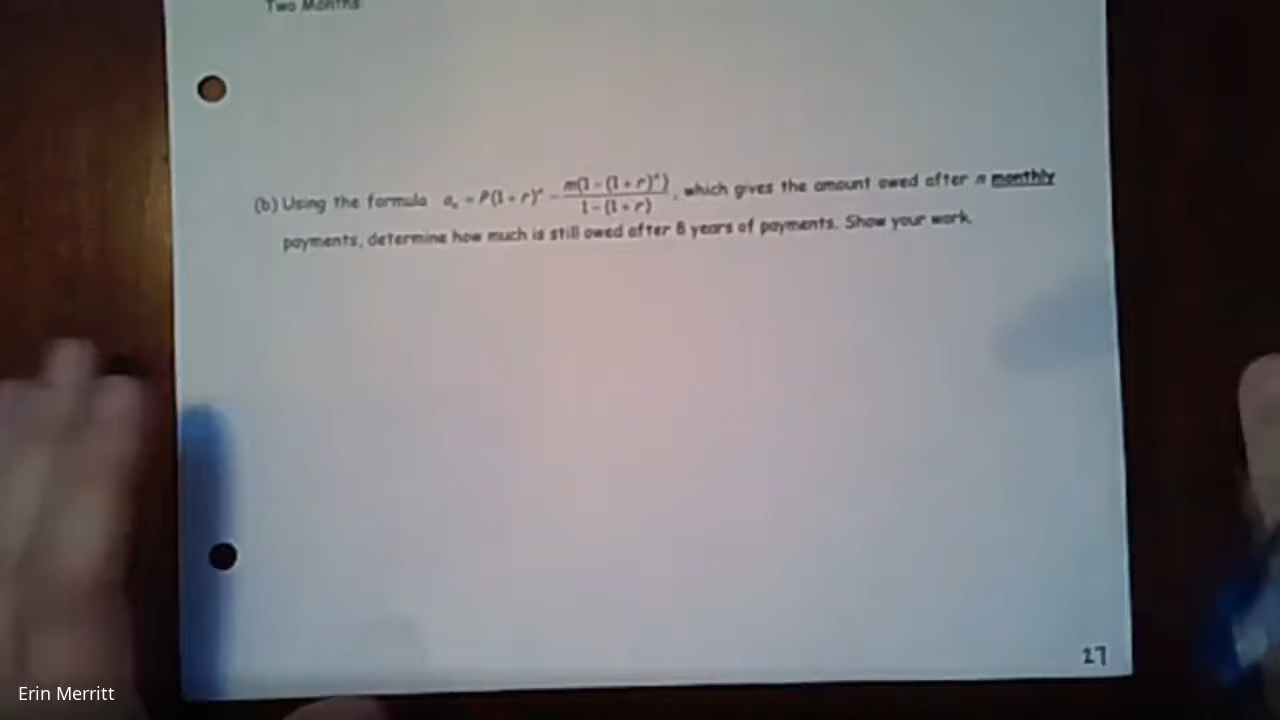 Two Months
(b) Using the formula aₙ = P(1 + r)ⁿ − m(1 − (1 + r)ⁿ) / 1 − (1 + r) , which gives the amount owed after n monthly
payments, determine how much is still owed after 8 years of payments. Show your work.
27
Erin Merritt